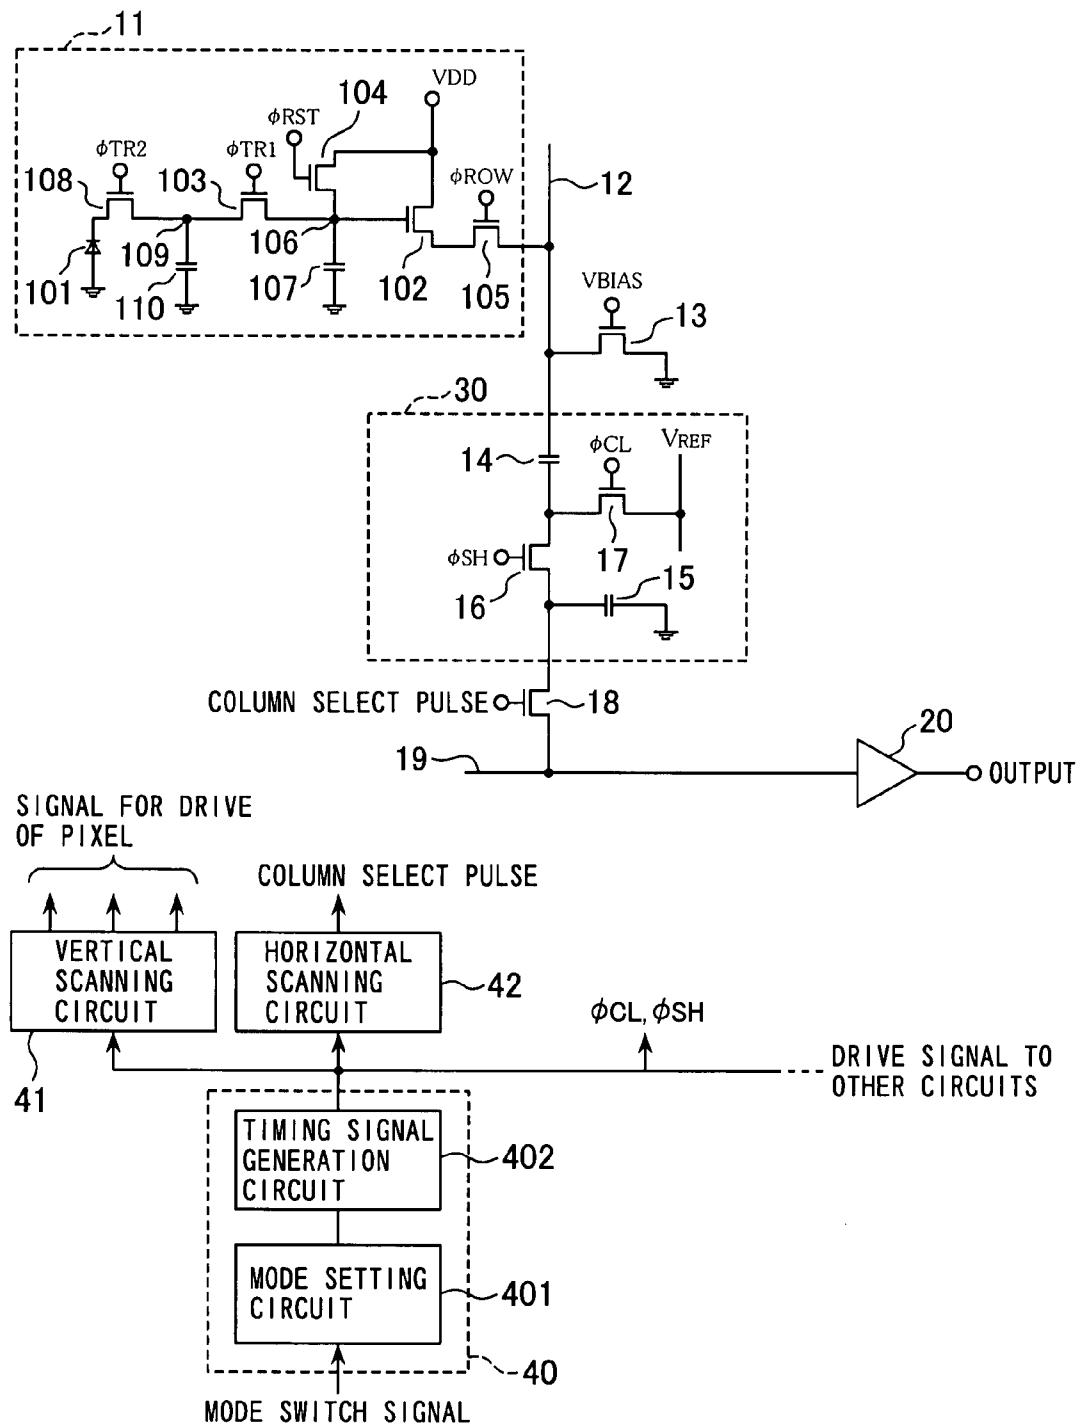 11
VDD
104
φRST
φTR2
φTR1
108
103
φROW
12
109
106
101
110
107
102
105
VBIAS
13
30
14
φCL
VREF
φSH
16
17
15
COLUMN SELECT PULSE
18
19
20
OUTPUT
SIGNAL FOR DRIVE
OF PIXEL
COLUMN SELECT PULSE
VERTICAL
SCANNING
CIRCUIT
HORIZONTAL
SCANNING
CIRCUIT
42
41
φCL, φSH
DRIVE SIGNAL TO
OTHER CIRCUITS
TIMING SIGNAL
GENERATION
CIRCUIT
402
MODE SETTING
CIRCUIT
401
40
MODE SWITCH SIGNAL